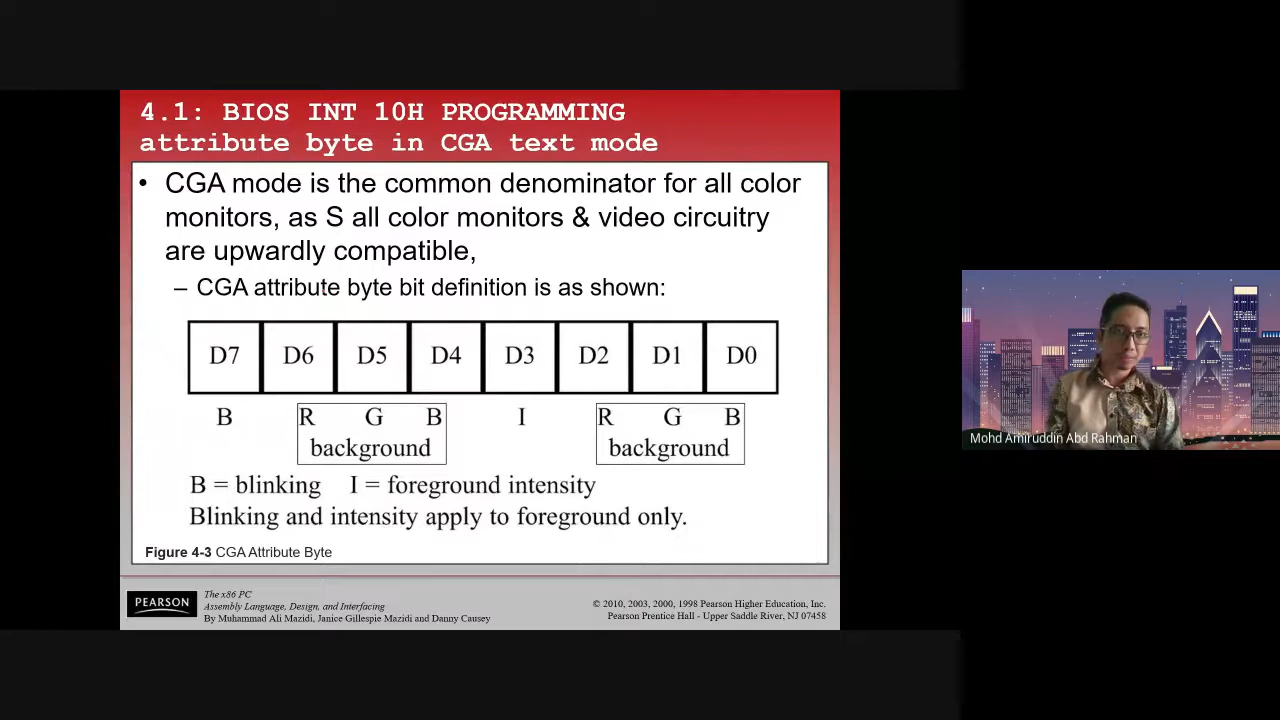 4.1: BIOS INT 10H PROGRAMMING
attribute byte in CGA text mode
• CGA mode is the common denominator for all color
monitors, as S all color monitors & video circuitry
are upwardly compatible,
– CGA attribute byte bit definition is as shown:
D7 D6 D5 D4 D3 D2 D1 D0
B R G B I R G B
background background
B = blinking I = foreground intensity
Blinking and intensity apply to foreground only.
Figure 4-3 CGA Attribute Byte
PEARSON
The x86 PC
Assembly Language, Design, and Interfacing
By Muhammad Ali Mazidi, Janice Gillespie Mazidi and Danny Causey
© 2010, 2003, 2000, 1998 Pearson Higher Education, Inc.
Pearson Prentice Hall - Upper Saddle River, NJ 07458
Mohd Amiruddin Abd Rahman